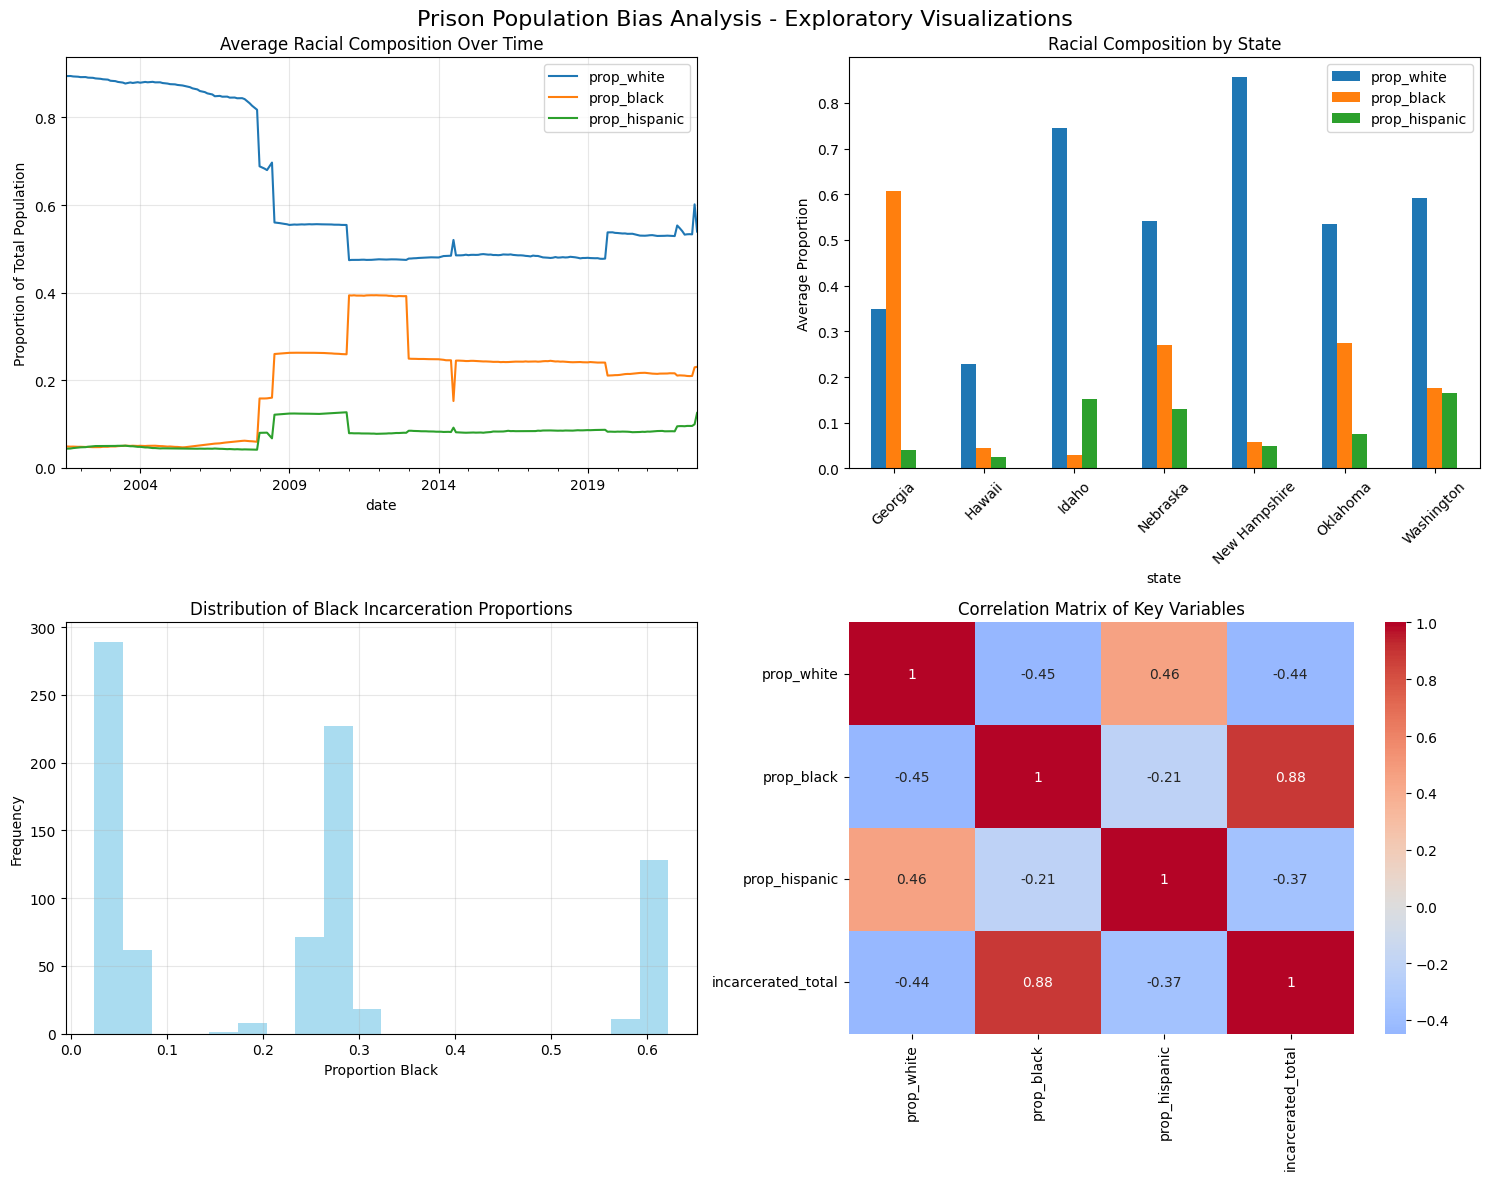 Prison Population Bias Analysis - Exploratory Visualizations
Average Racial Composition Over Time
prop_white
prop_black
prop_hispanic
Proportion of Total Population
0.8
0.6
0.4
0.2
0.0
2004
2009
2014
2019
date
Racial Composition by State
prop_white
prop_black
prop_hispanic
Average Proportion
0.8
0.7
0.6
0.5
0.4
0.3
0.2
0.1
0.0
Georgia
Hawaii
Idaho
Nebraska
New Hampshire
Oklahoma
Washington
state
Distribution of Black Incarceration Proportions
Frequency
300
250
200
150
100
50
0
0.0
0.1
0.2
0.3
0.4
0.5
0.6
Proportion Black
Correlation Matrix of Key Variables
prop_white
1
-0.45
0.46
-0.44
prop_black
-0.45
1
-0.21
0.88
prop_hispanic
0.46
-0.21
1
-0.37
incarcerated_total
-0.44
0.88
-0.37
1
prop_white
prop_black
prop_hispanic
incarcerated_total
1.0
0.8
0.6
0.4
0.2
0.0
−0.2
−0.4